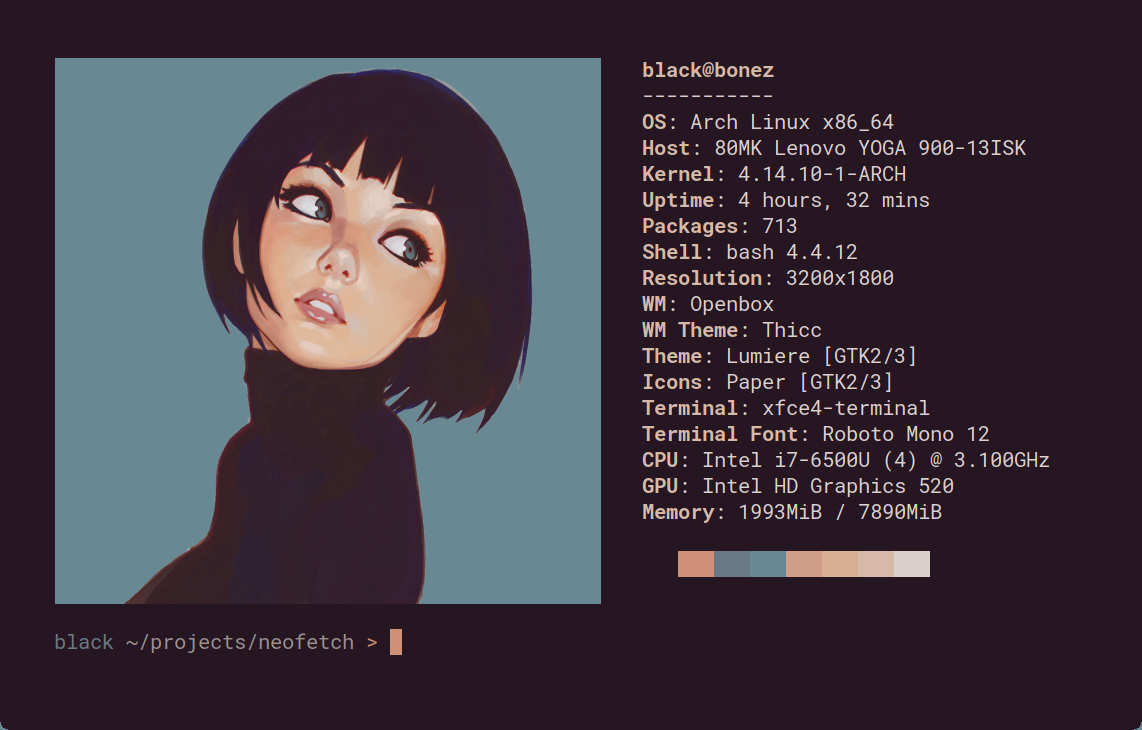 black@bonez
-----------
OS: Arch Linux x86_64
Host: 80MK Lenovo YOGA 900-13ISK
Kernel: 4.14.10-1-ARCH
Uptime: 4 hours, 32 mins
Packages: 713
Shell: bash 4.4.12
Resolution: 3200x1800
WM: Openbox
WM Theme: Thicc
Theme: Lumiere [GTK2/3]
Icons: Paper [GTK2/3]
Terminal: xfce4-terminal
Terminal Font: Roboto Mono 12
CPU: Intel i7-6500U (4) @ 3.100GHz
GPU: Intel HD Graphics 520
Memory: 1993MiB / 7890MiB
black ~/projects/neofetch >